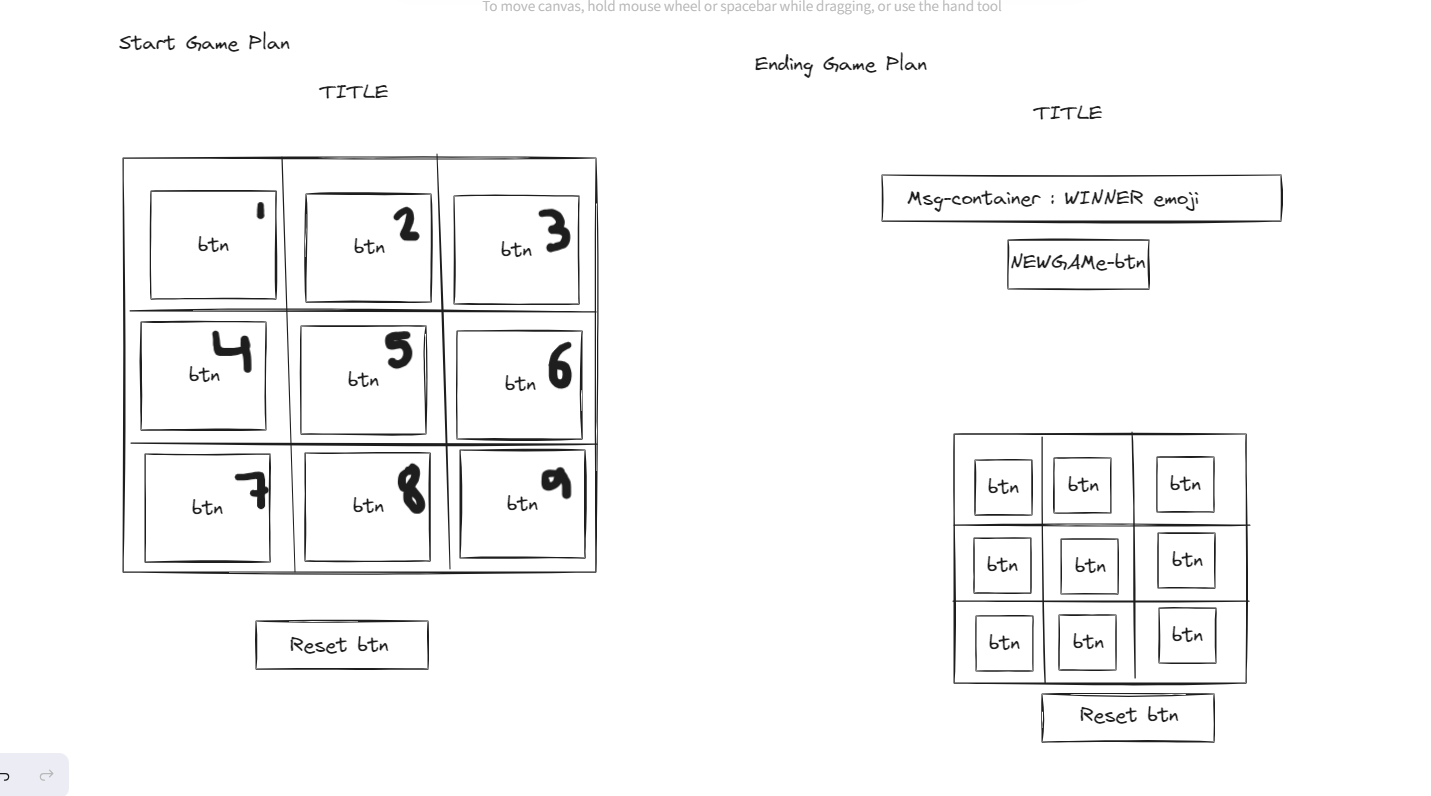 To move canvas, hold mouse wheel or spacebar while dragging, or use the hand tool
Start Game Plan
TITLE
btn 1
btn 2
btn 3
btn 4
btn 5
btn 6
btn 7
btn 8
btn 9
Reset btn
Ending Game Plan
TITLE
Msg-container : WINNER emoji
NEWGAMe-btn
btn btn btn
btn btn btn
btn btn btn
Reset btn